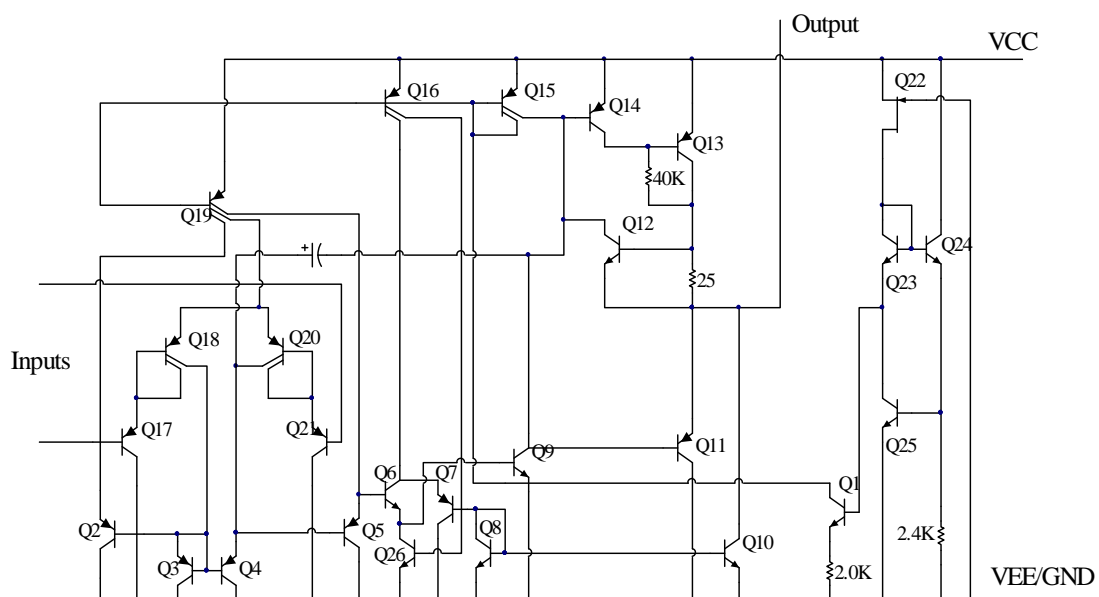 Output
VCC
Q22
Q16
Q15
Q14
Q13
40K
Q19
Q12
Q24
+
25
Q23
Inputs
Q18
Q20
Q17
Q21
Q9
Q11
Q25
Q6
Q7
Q1
Q2
Q5
Q8
2.4K
Q26
Q10
Q3
Q4
2.0K
VEE/GND